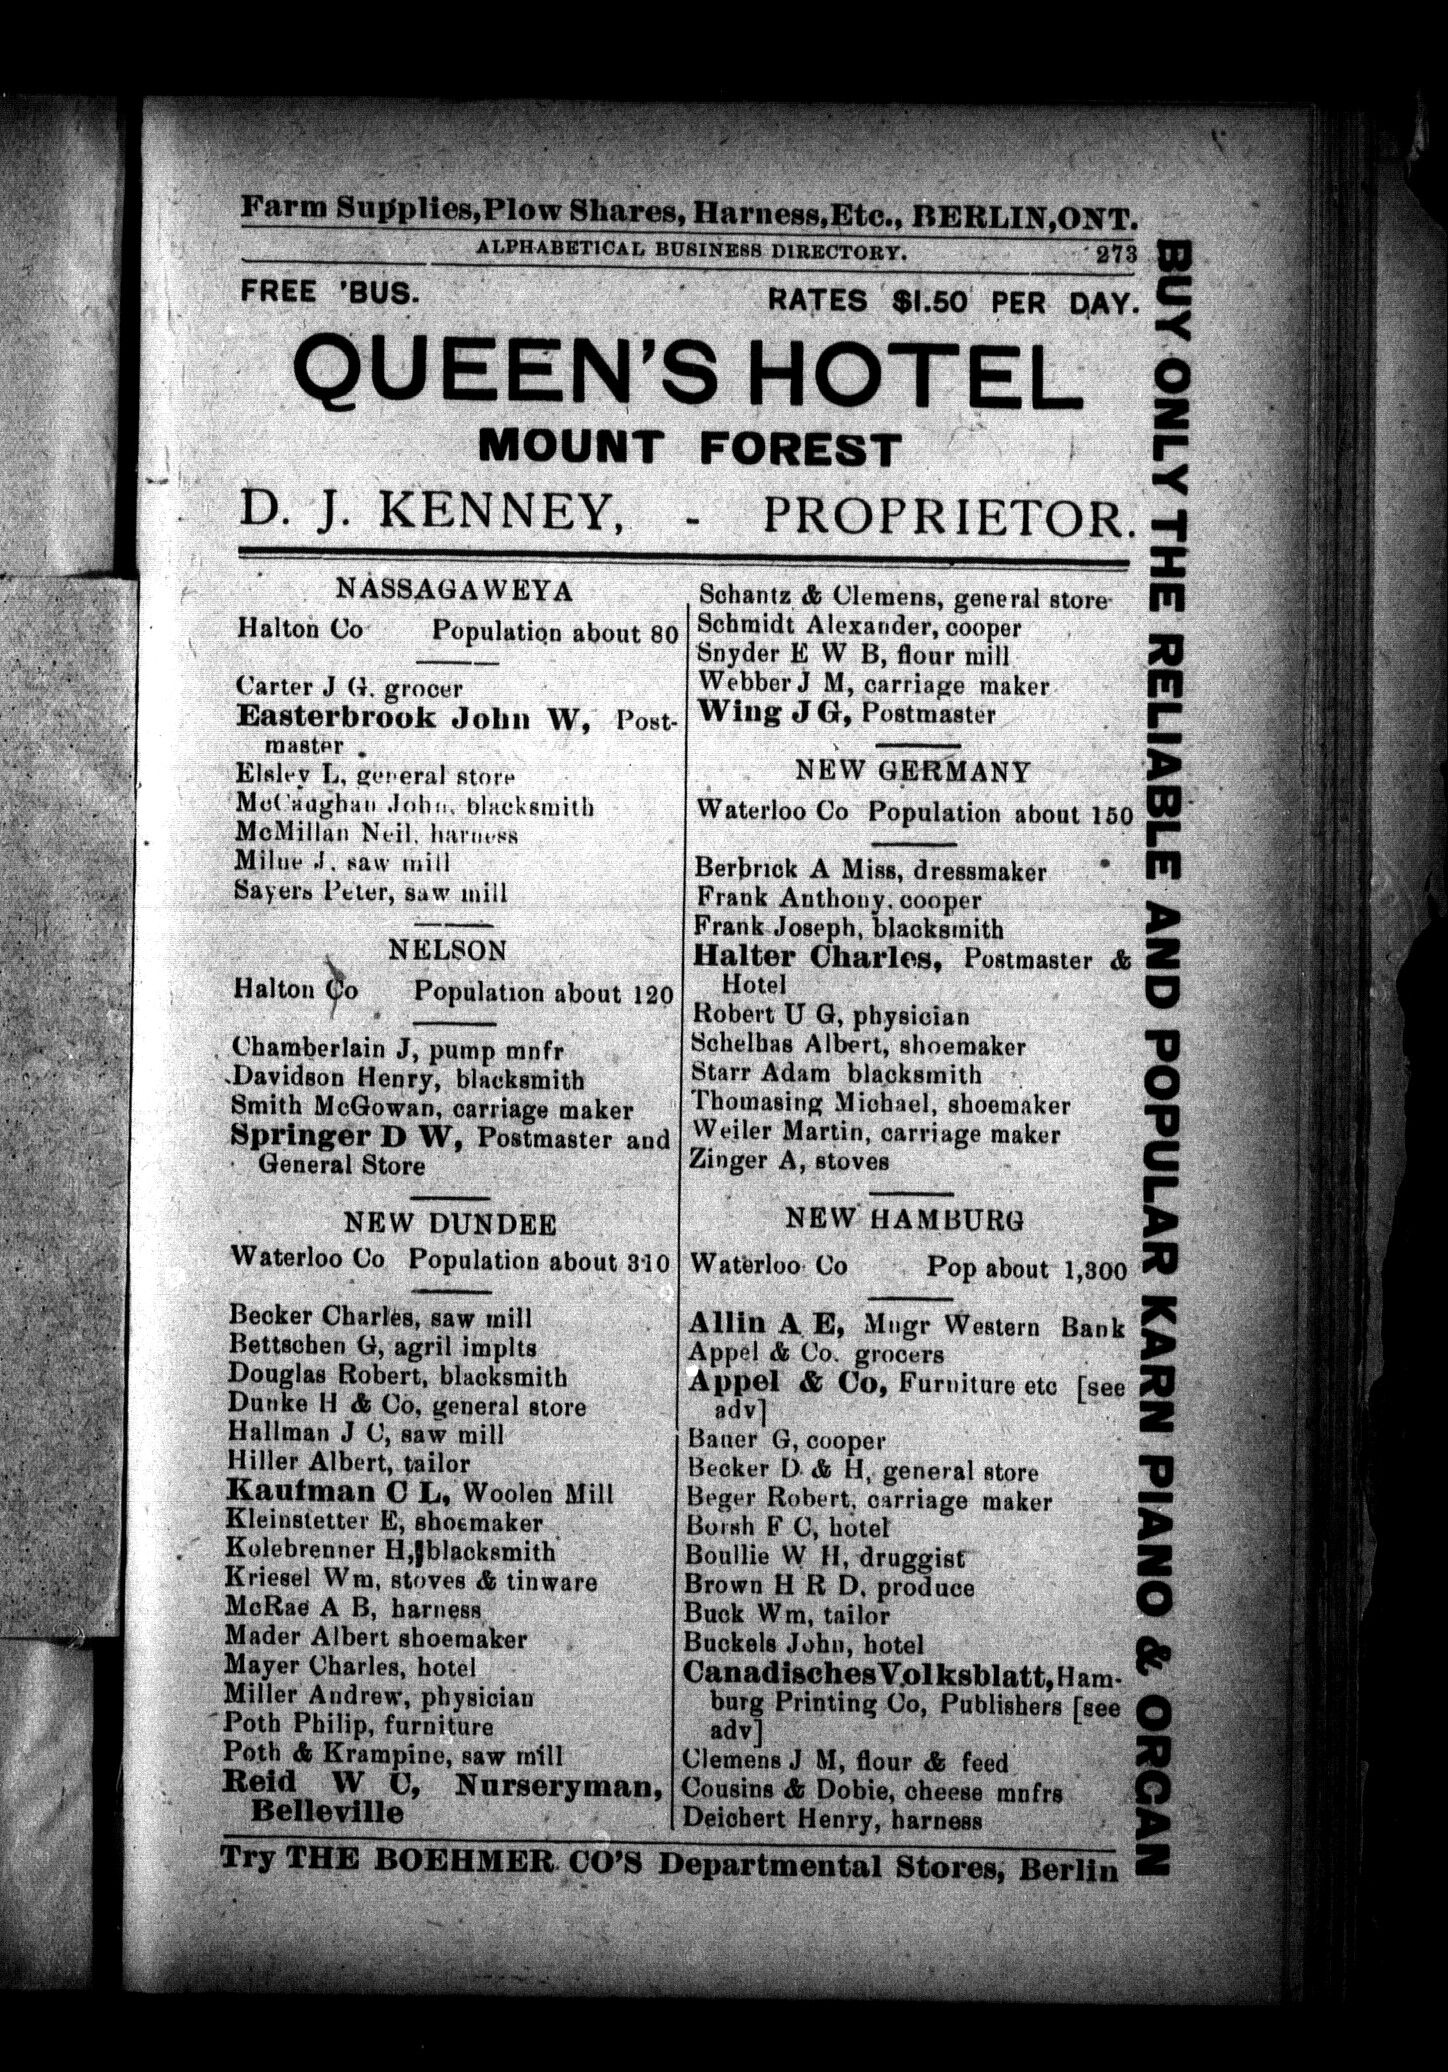 Farm Supplies, Plow Shares, Harness, Etc., BERLIN, ONT.
ALPHABETICAL BUSINESS DIRECTORY. 273
FREE 'BUS. RATES $1.50 PER DAY.
QUEEN'S HOTEL
MOUNT FOREST
D. J. KENNEY, - PROPRIETOR.
NASSAGAWEYA
Halton Co Population about 80
Carter J G. grocer
Easterbrook John W, Post-
master
Elsley L, general store
McCaughan John, blacksmith
McMillan Neil, harness
Milne J, saw mill
Sayers Peter, saw mill
NELSON
Halton Co Population about 120
Chamberlain J, pump mnfr
Davidson Henry, blacksmith
Smith McGowan, carriage maker
Springer D W, Postmaster and
General Store
NEW DUNDEE
Waterloo Co Population about 310
Becker Charles, saw mill
Bettschen G, agril implts
Douglas Robert, blacksmith
Dunke H & Co, general store
Hallman J C, saw mill
Hiller Albert, tailor
Kaufman C L, Woolen Mill
Kleinstetter E, shoemaker
Kolebrenner H, blacksmith
Kriesel Wm, stoves & tinware
McRae A B, harness
Mader Albert shoemaker
Mayer Charles, hotel
Miller Andrew, physician
Poth Philip, furniture
Poth & Krampine, saw mill
Reid W C, Nurseryman,
Belleville
Schantz & Clemens, general store
Schmidt Alexander, cooper
Snyder E W B, flour mill
Webber J M, carriage maker
Wing J G, Postmaster
NEW GERMANY
Waterloo Co Population about 150
Berbrick A Miss, dressmaker
Frank Anthony, cooper
Frank Joseph, blacksmith
Halter Charles, Postmaster &
Hotel
Robert U G, physician
Schelhas Albert, shoemaker
Starr Adam blacksmith
Thomasing Michael, shoemaker
Weiler Martin, carriage maker
Zinger A, stoves
NEW HAMBURG
Waterloo Co Pop about 1,300
Allin A E, Mngr Western Bank
Appel & Co. grocers
Appel & Co, Furniture etc [see
adv]
Bauer G, cooper
Becker D & H, general store
Beger Robert, carriage maker
Borsh F C, hotel
Boullie W H, druggist
Brown H R D, produce
Buck Wm, tailor
Buckels John, hotel
Canadisches Volksblatt, Ham-
burg Printing Co, Publishers [see
adv]
Clemens J M, flour & feed
Cousins & Dobie, cheese mnfrs
Deichert Henry, harness
Try THE BOEHMER CO'S Departmental Stores, Berlin
BUY ONLY THE RELIABLE AND POPULAR KARN PIANO & ORGAN